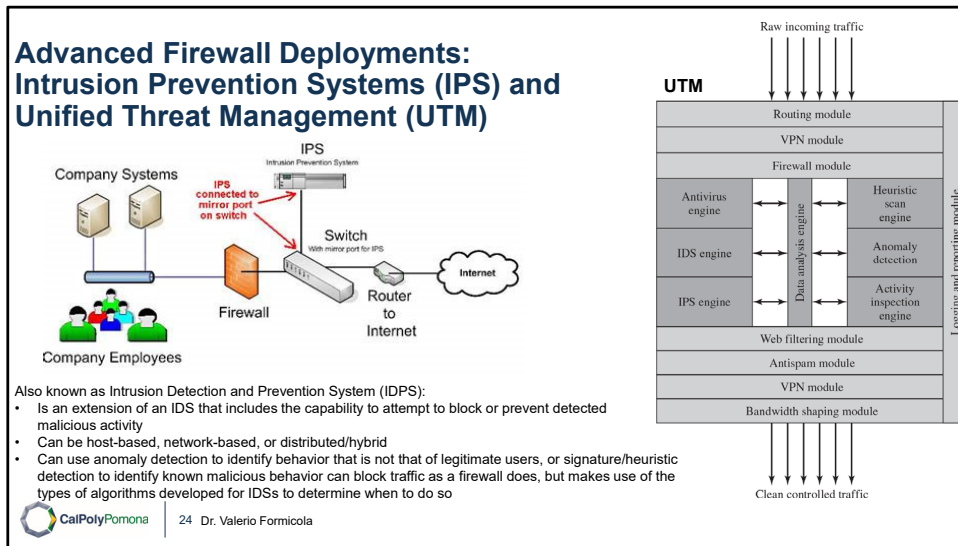 Advanced Firewall Deployments:
Intrusion Prevention Systems (IPS) and
Unified Threat Management (UTM)
IPS
Intrusion Prevention System
Company Systems
IPS
connected to
mirror port
on switch
Switch
With mirror port for IPS
Internet
Firewall
Router
to
Internet
Company Employees
Also known as Intrusion Detection and Prevention System (IDPS):
• Is an extension of an IDS that includes the capability to attempt to block or prevent detected
malicious activity
• Can be host-based, network-based, or distributed/hybrid
• Can use anomaly detection to identify behavior that is not that of legitimate users, or signature/heuristic
detection to identify known malicious behavior can block traffic as a firewall does, but makes use of the
types of algorithms developed for IDSs to determine when to do so
CalPolyPomona
24 Dr. Valerio Formicola
Raw incoming traffic
UTM
Routing module
VPN module
Firewall module
Antivirus
engine
IDS engine
IPS engine
Data analysis engine
Heuristic
scan
engine
Anomaly
detection
Activity
inspection
engine
Web filtering module
Antispam module
VPN module
Bandwidth shaping module
Logging and reporting module
Clean controlled traffic